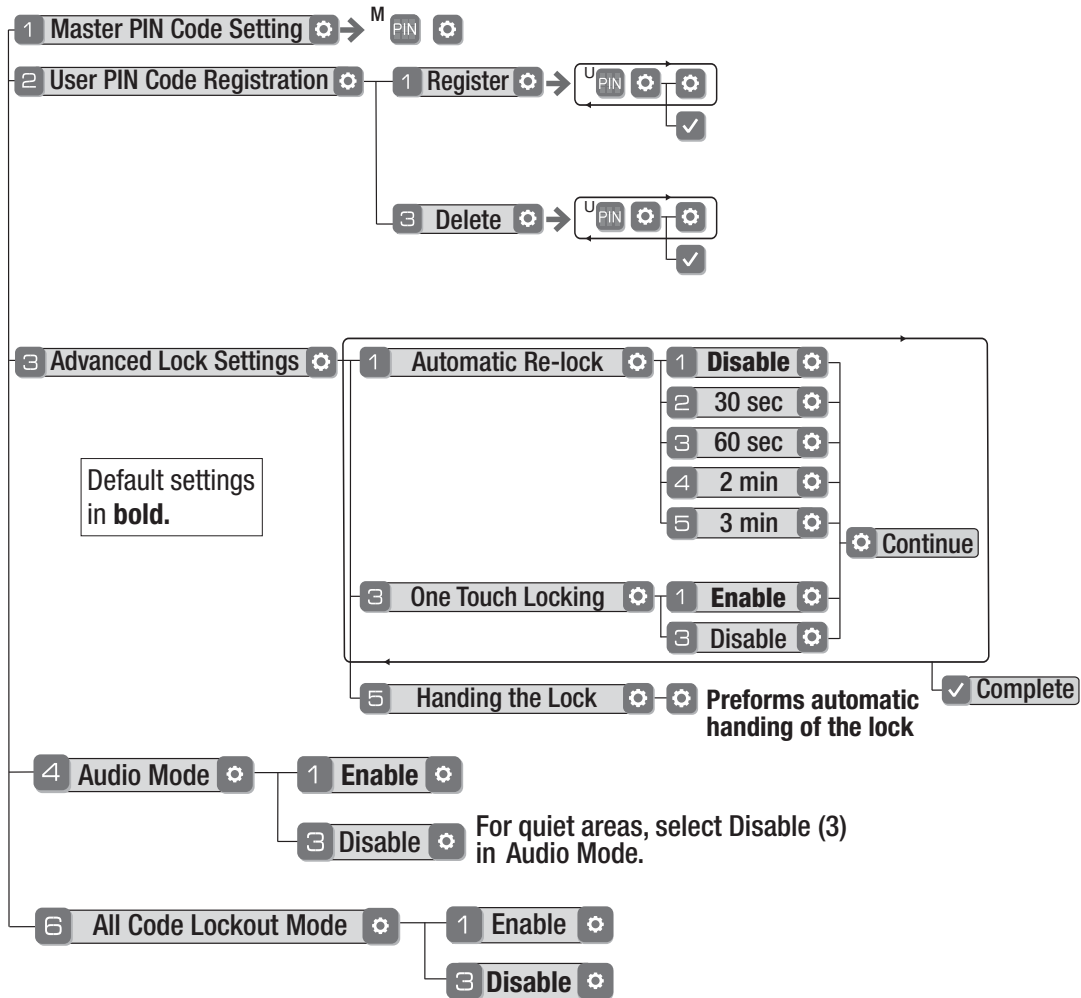 1 Master PIN Code Setting M PIN
2 User PIN Code Registration 1 Register U PIN
3 Delete U PIN
3 Advanced Lock Settings 1 Automatic Re-lock 1 Disable
2 30 sec
3 60 sec
4 2 min
5 3 min
Continue
Default settings
in bold.
3 One Touch Locking 1 Enable
3 Disable
Complete
5 Handing the Lock Preforms automatic
handing of the lock
4 Audio Mode 1 Enable
3 Disable For quiet areas, select Disable (3)
in Audio Mode.
6 All Code Lockout Mode 1 Enable
3 Disable